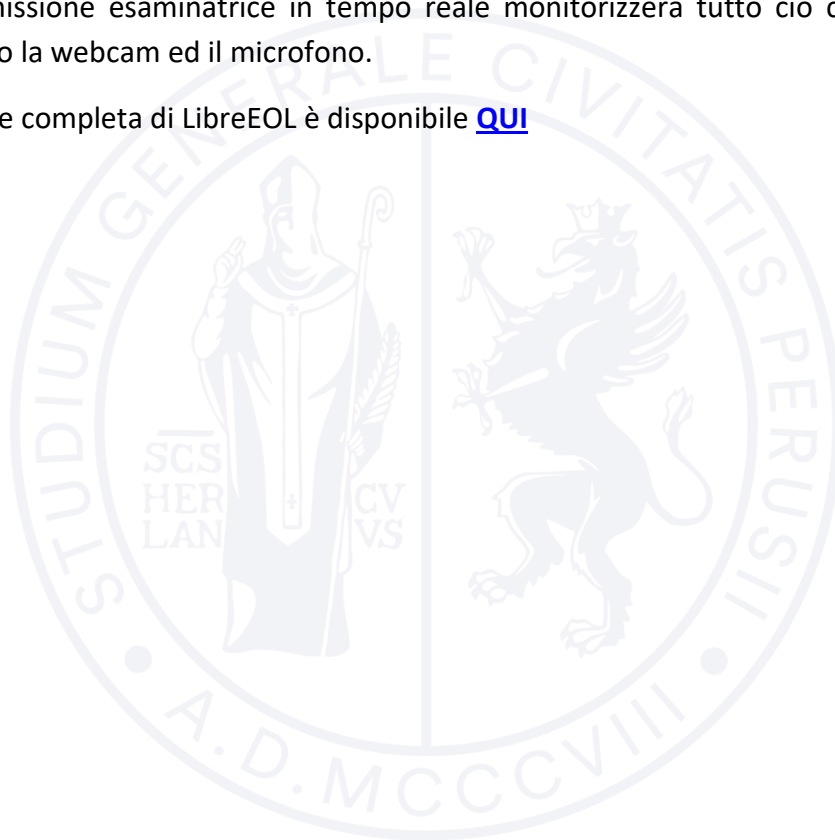 missione esaminatrice in tempo reale monitorizzerà tutto ciò
o la webcam ed il microfono.
e completa di LibreEOL è disponibile QUI
STUDIUM GENERALE CIVITATIS PERUSII
SCS
HER
LAN
CV
VS
• A.D. MCCCVIII •